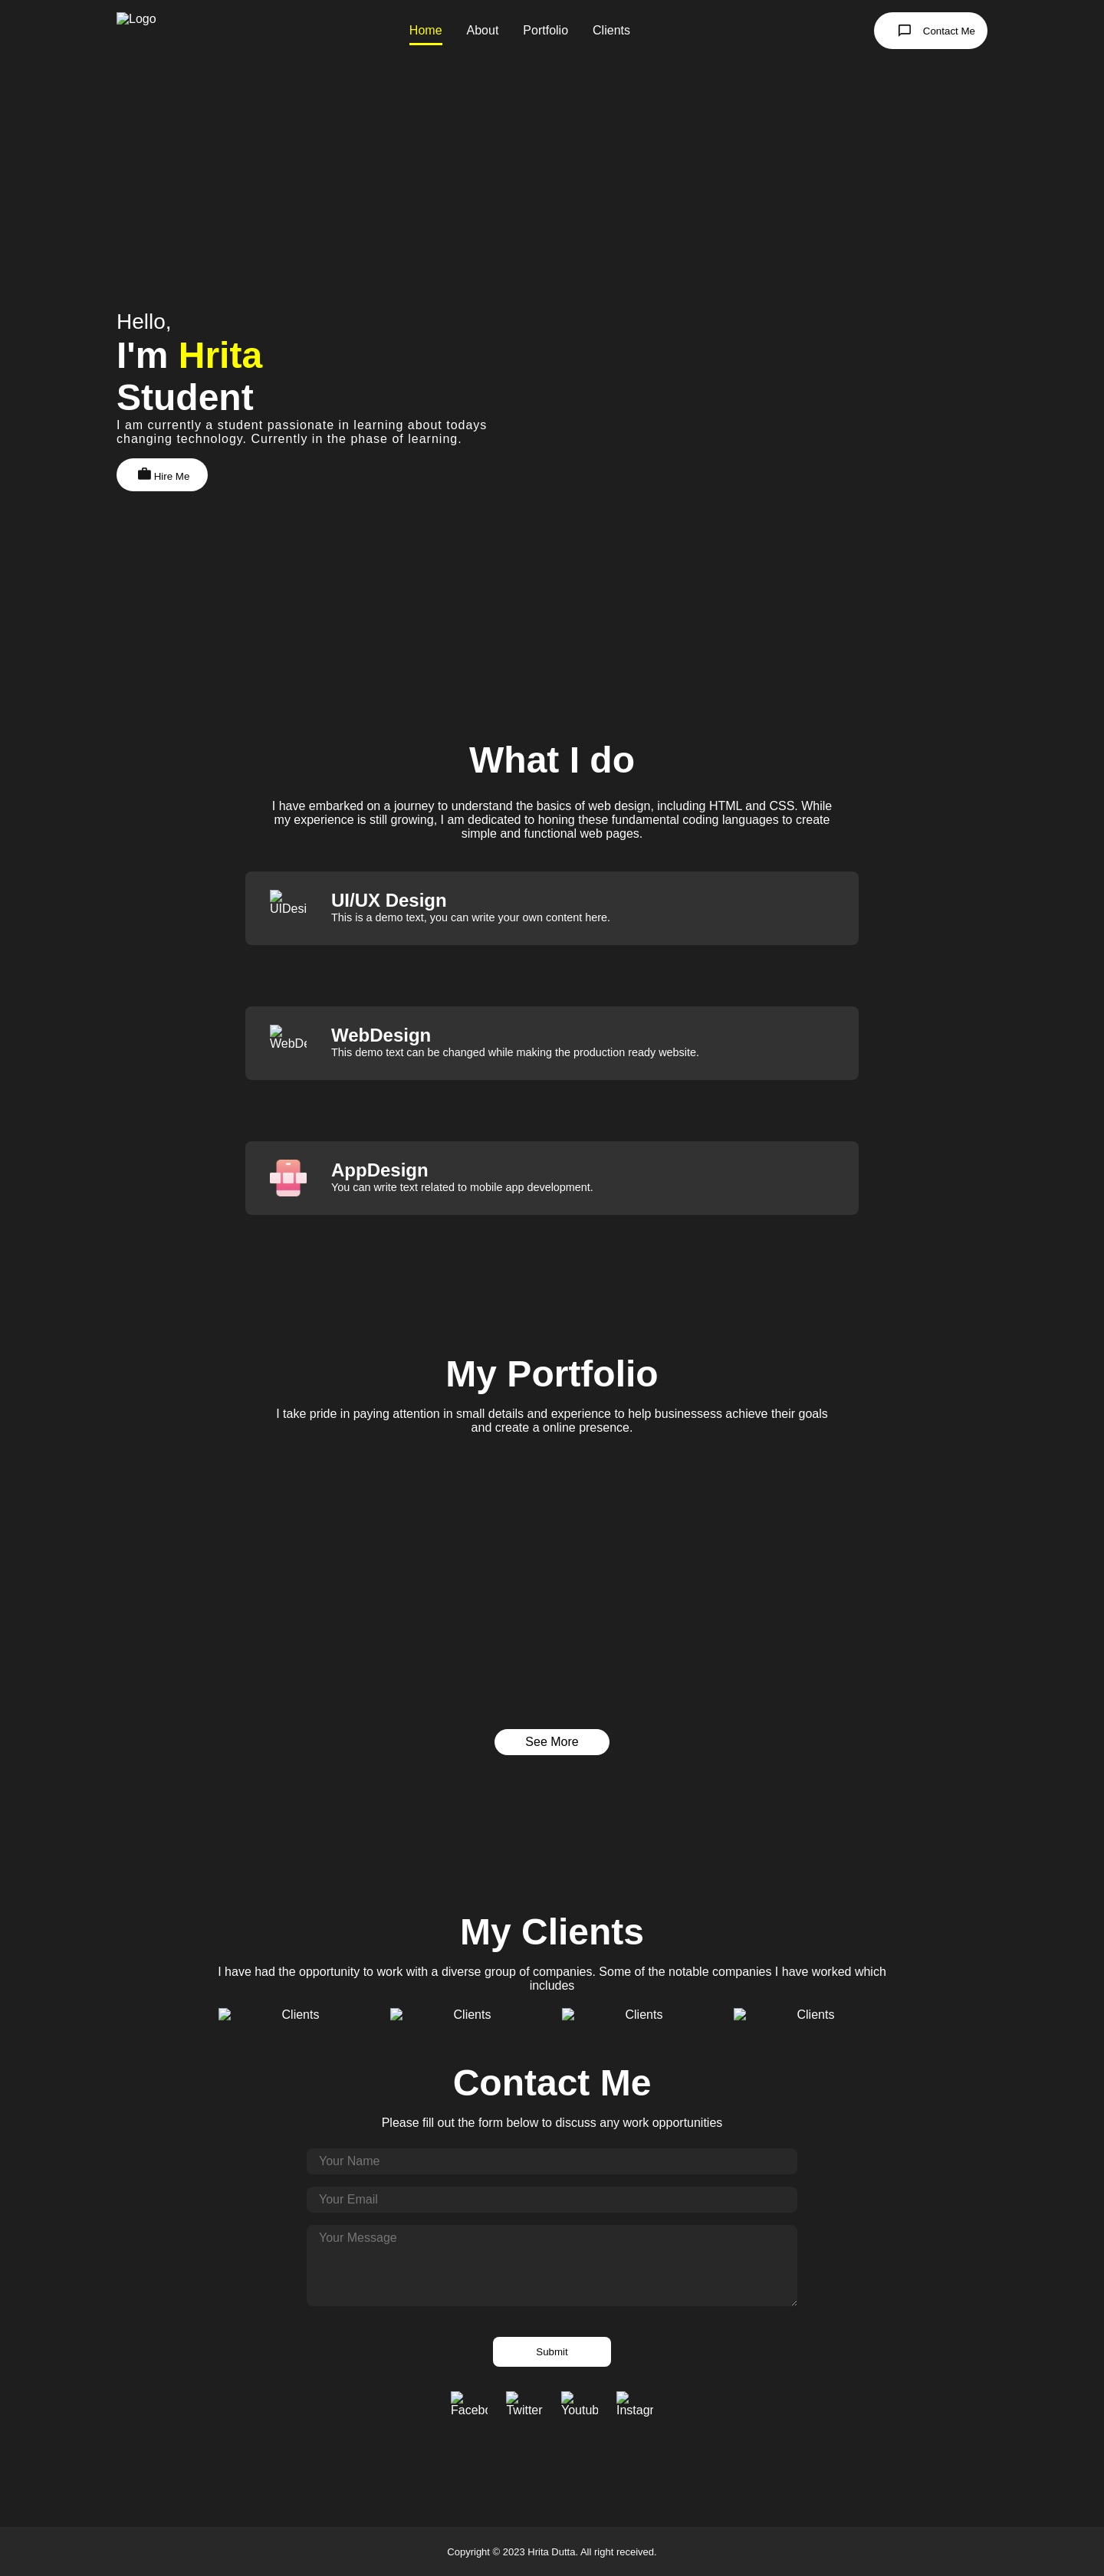 Logo
Home About Portfolio Clients
Contact Me
Hello,
I'm Hrita
Student
I am currently a student passionate in learning about todays
changing technology. Currently in the phase of learning.
Hire Me
What I do
I have embarked on a journey to understand the basics of web design, including HTML and CSS. While
my experience is still growing, I am dedicated to honing these fundamental coding languages to create
simple and functional web pages.
UIDesi
UI/UX Design
This is a demo text, you can write your own content here.
WebDe
WebDesign
This demo text can be changed while making the production ready website.
AppDesign
You can write text related to mobile app development.
My Portfolio
I take pride in paying attention in small details and experience to help businessess achieve their goals
and create a online presence.
See More
My Clients
I have had the opportunity to work with a diverse group of companies. Some of the notable companies I have worked which
includes
Clients Clients Clients Clients
Contact Me
Please fill out the form below to discuss any work opportunities
Your Name
Your Email
Your Message
Submit
Facebo Twitter Youtub Instagr
Copyright © 2023 Hrita Dutta. All right received.